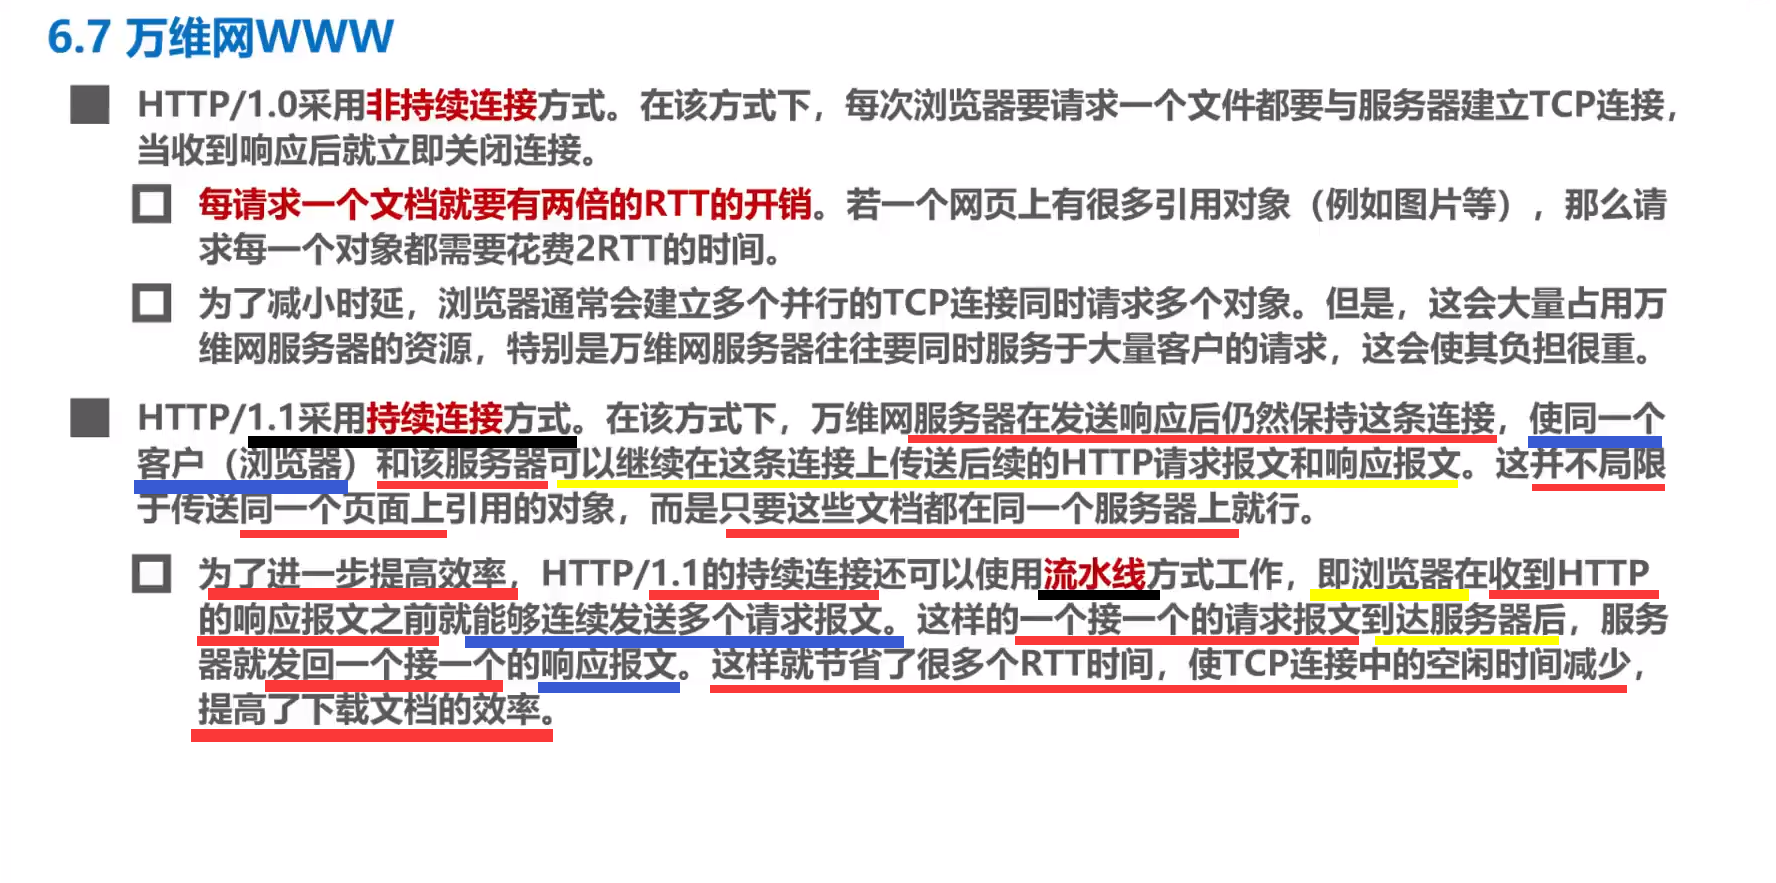 6.7 万维网WWW
HTTP/1.0采用非持续连接方式。在该方式下，每次浏览器要请求一个文件都要与服务器建立TCP连接，
当收到响应后就立即关闭连接。
每请求一个文档就要有两倍的RTT的开销。若一个网页上有很多引用对象（例如图片等），那么请
求每一个对象都需要花费2RTT的时间。
为了减小时延，浏览器通常会建立多个并行的TCP连接同时请求多个对象。但是，这会大量占用万
维网服务器的资源，特别是万维网服务器往往要同时服务于大量客户的请求，这会使其负担很重。
HTTP/1.1采用持续连接方式。在该方式下，万维网服务器在发送响应后仍然保持这条连接，使同一个
客户（浏览器）和该服务器可以继续在这条连接上传送后续的HTTP请求报文和响应报文。这并不局限
于传送同一个页面上引用的对象，而是只要这些文档都在同一个服务器上就行。
为了进一步提高效率，HTTP/1.1的持续连接还可以使用流水线方式工作，即浏览器在收到HTTP
的响应报文之前就能够连续发送多个请求报文。这样的一个接一个的请求报文到达服务器后，服务
器就发回一个接一个的响应报文。这样就节省了很多个RTT时间，使TCP连接中的空闲时间减少，
提高了下载文档的效率。